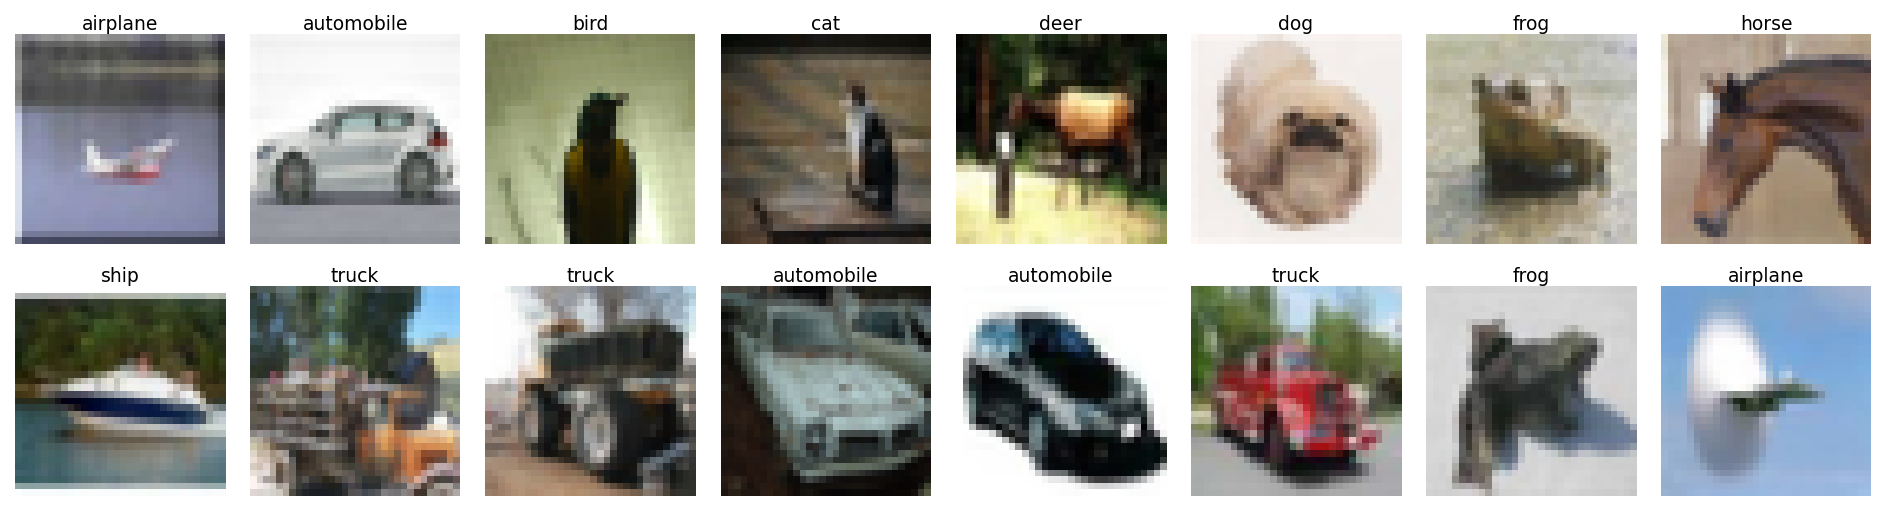 airplane automobile bird cat deer dog frog horse
ship truck truck automobile automobile truck frog airplane